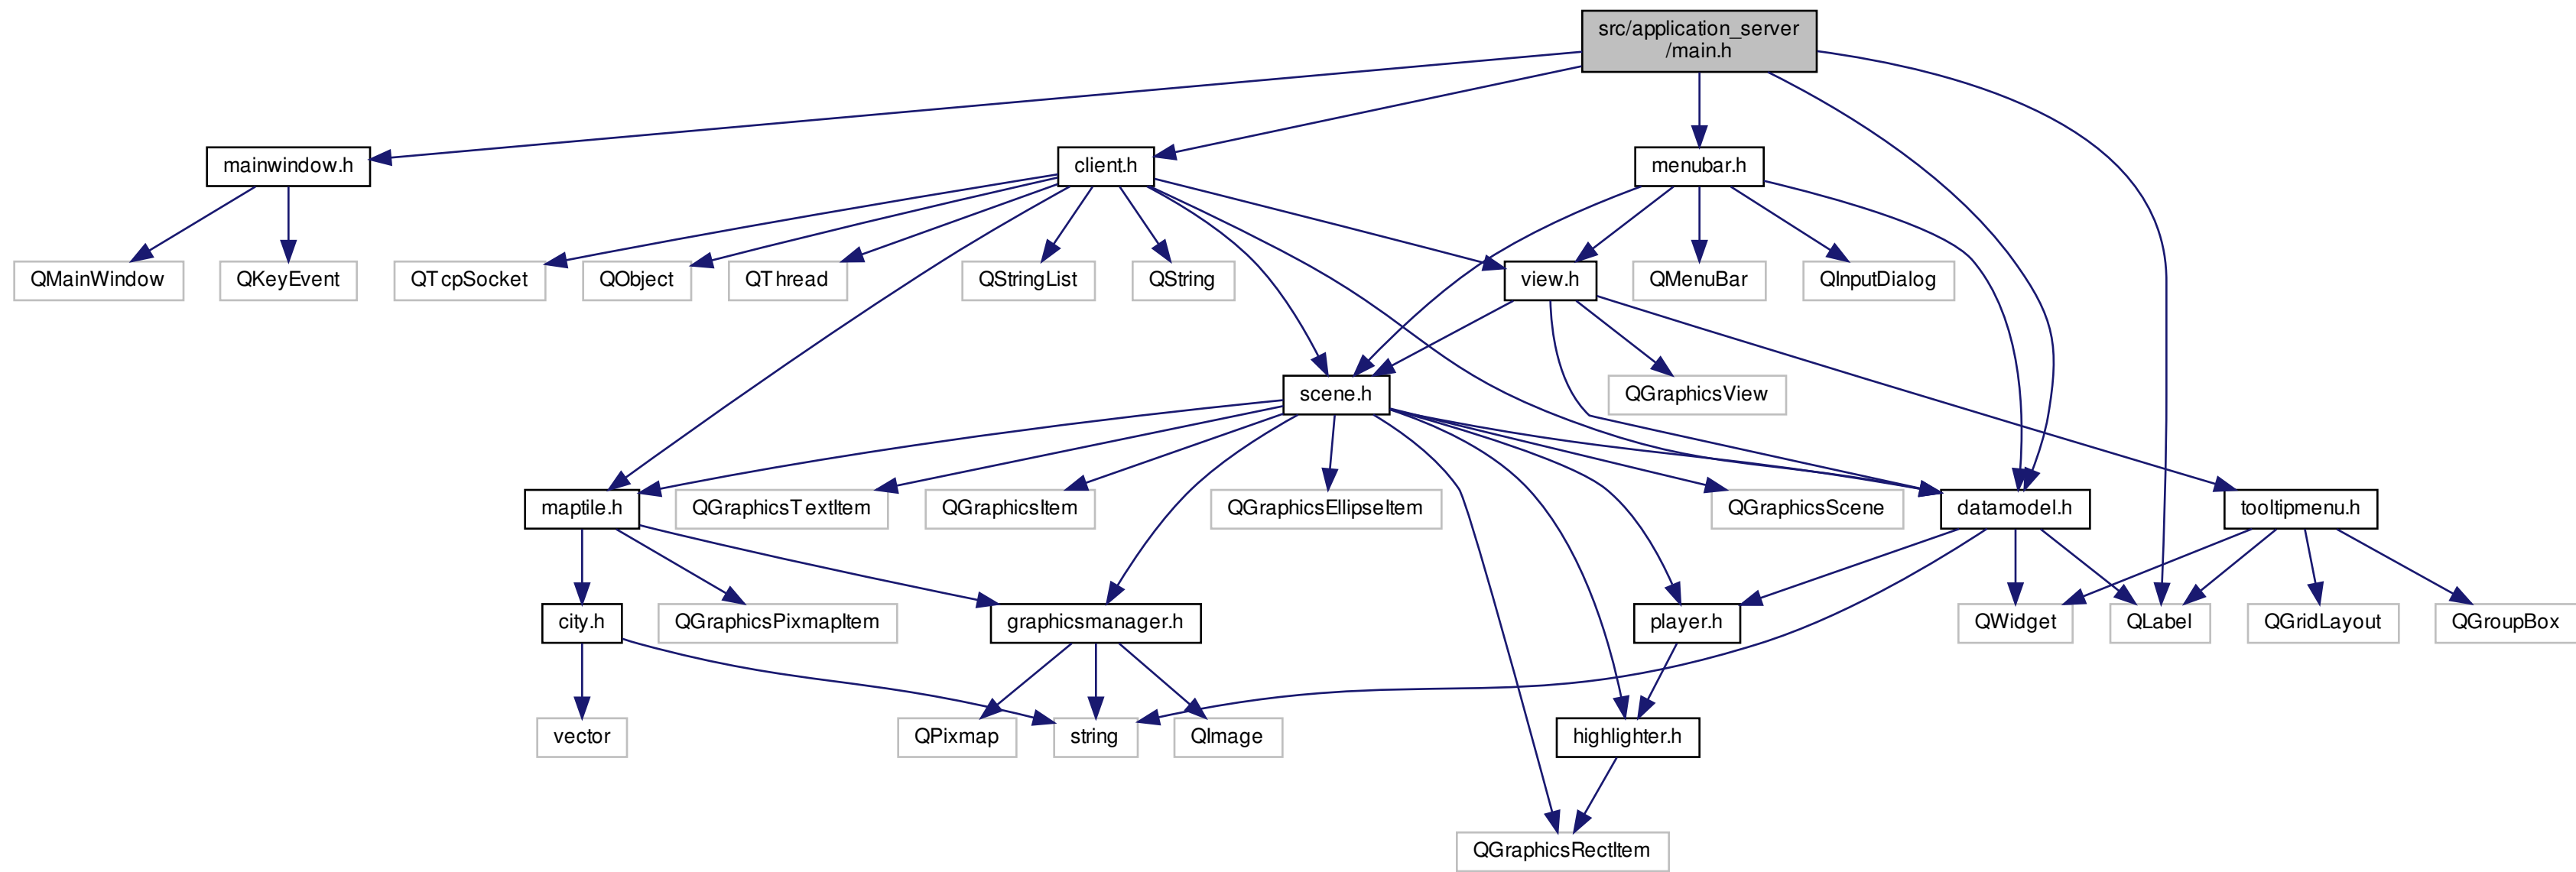 src/application_server
/main.h
mainwindow.h
client.h
menubar.h
QMainWindow
QKeyEvent
QTcpSocket
QObject
QThread
QStringList
QString
view.h
QMenuBar
QInputDialog
scene.h
QGraphicsView
maptile.h
QGraphicsTextItem
QGraphicsItem
QGraphicsEllipseItem
QGraphicsScene
datamodel.h
tooltipmenu.h
city.h
QGraphicsPixmapItem
graphicsmanager.h
player.h
QWidget
QLabel
QGridLayout
QGroupBox
vector
QPixmap
string
QImage
highlighter.h
QGraphicsRectItem